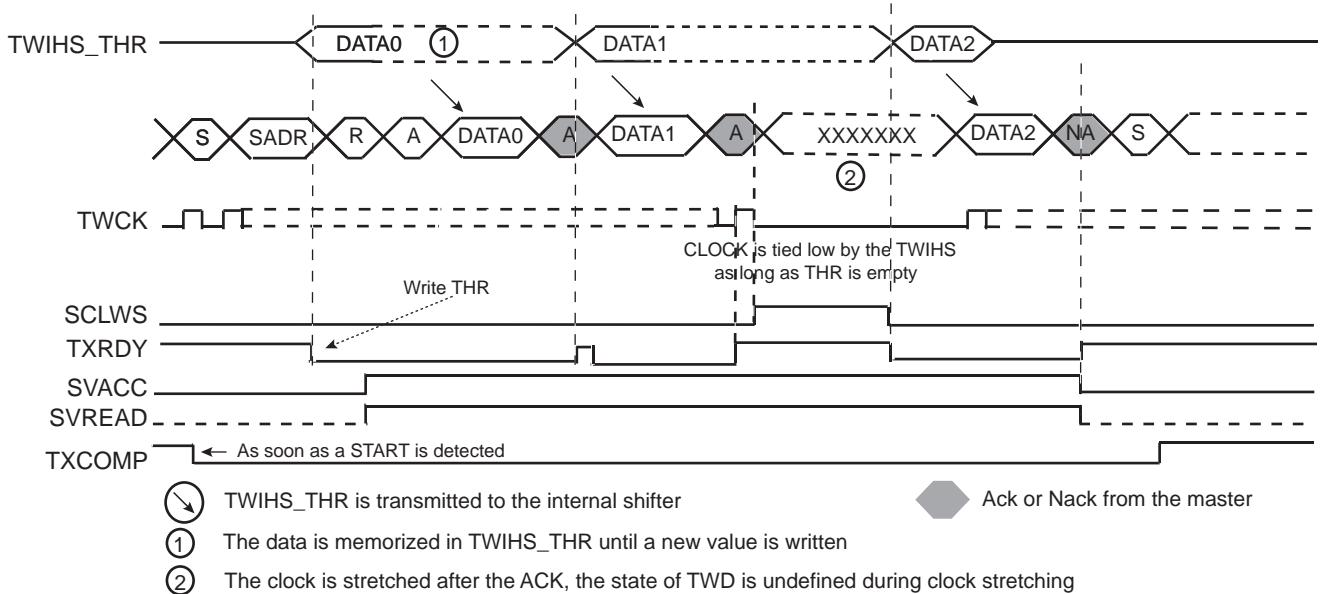 TWIHS_THR DATA0 1 DATA1 DATA2
S SADR R A DATA0 A DATA1 A XXXXXXX DATA2 NA S
2
TWCK
CLOCK is tied low by the TWIHS
as long as THR is empty
Write THR
SCLWS
TXRDY
SVACC
SVREAD
TXCOMP As soon as a START is detected
TWIHS_THR is transmitted to the internal shifter Ack or Nack from the master
1 The data is memorized in TWIHS_THR until a new value is written
2 The clock is stretched after the ACK, the state of TWD is undefined during clock stretching